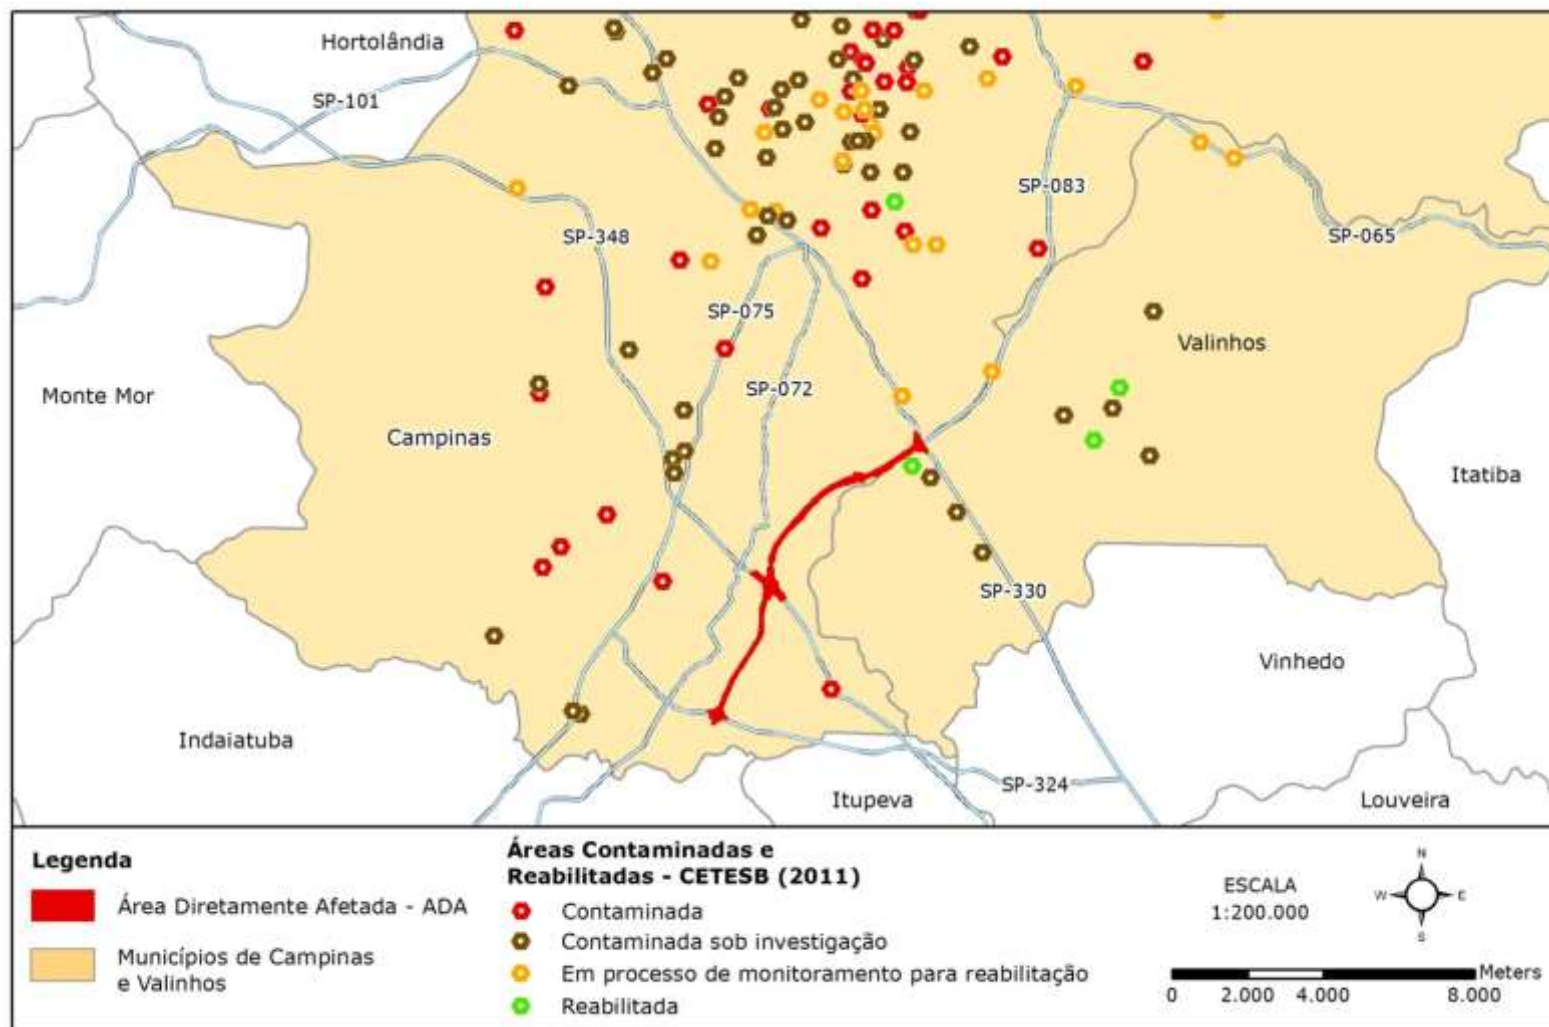 Hortolândia
SP-101
SP-083
SP-348
SP-065
SP-075
Valinhos
SP-072
Monte Mor
Campinas
Itatiba
SP-330
Vinhedo
Indaiatuba
SP-324
Itupeva
Louveira
Legenda
Área Diretamente Afetada - ADA
Municípios de Campinas
e Valinhos
Áreas Contaminadas e
Reabilitadas - CETESB (2011)
Contaminada
Contaminada sob investigação
Em processo de monitoramento para reabilitação
Reabilitada
ESCALA
1:200.000
N
W E
S
Meters
0 2.000 4.000 8.000